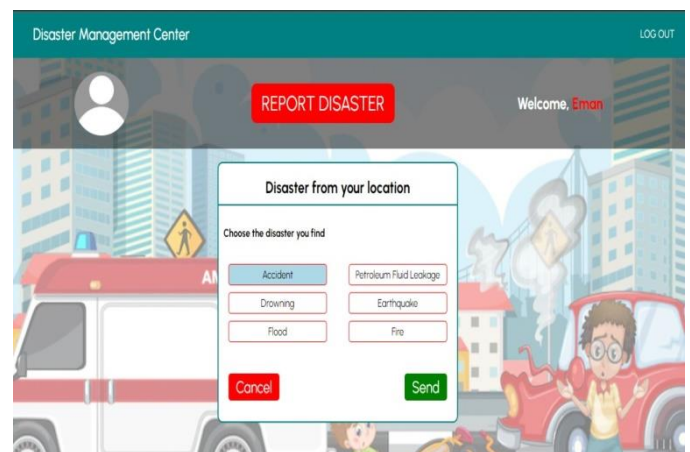 Disaster Management Center
LOG OUT
REPORT DISASTER
Welcome, Eman
Disaster from your location
Choose the disaster you find
Accident
Petroleum Fluid Leakage
Drowning
Earthquake
Flood
Fire
Cancel
Send